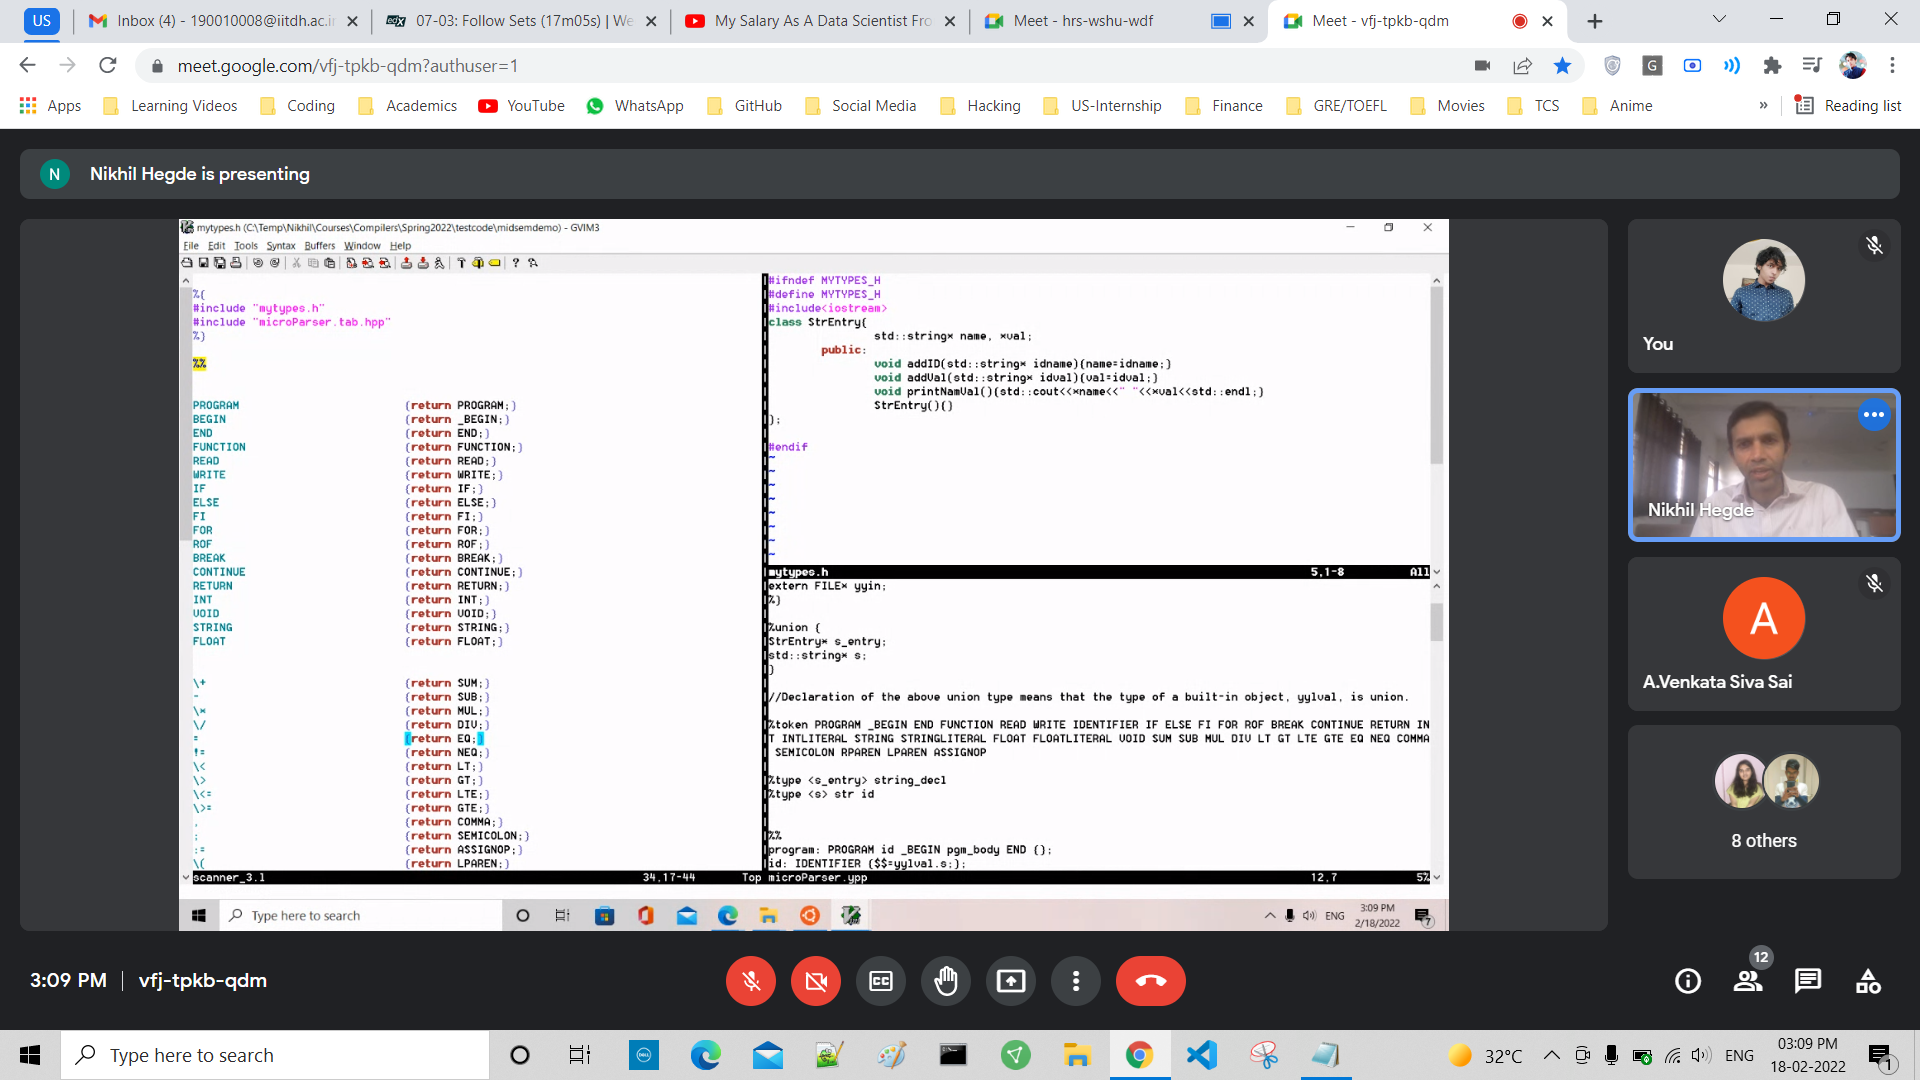 US
Inbox (4) - 190010008@iitdh.ac.i
07-03: Follow Sets (17m05s) | We
My Salary As A Data Scientist Fro
Meet - hrs-wshu-wdf
Meet - vfj-tpkb-qdm
meet.google.com/vfj-tpkb-qdm?authuser=1
Apps
Learning Videos
Coding
Academics
YouTube
WhatsApp
GitHub
Social Media
Hacking
US-Internship
Finance
GRE/TOEFL
Movies
TCS
Anime
»
Reading list
N
Nikhil Hegde is presenting
mytypes.h (C:\Temp\Nikhil\Courses\Compilers\Spring2022\testcode\midsemdemo) - GVIM3
File Edit Tools Syntax Buffers Window Help
%{
#include "mytypes.h"
#include "microParser.tab.hpp"
%}
%%
PROGRAM {return PROGRAM;}
BEGIN {return _BEGIN;}
END {return END;}
FUNCTION {return FUNCTION;}
READ {return READ;}
WRITE {return WRITE;}
IF {return IF;}
ELSE {return ELSE;}
FI {return FI;}
FOR {return FOR;}
ROF {return ROF;}
BREAK {return BREAK;}
CONTINUE {return CONTINUE;}
RETURN {return RETURN;}
INT {return INT;}
VOID {return VOID;}
STRING {return STRING;}
FLOAT {return FLOAT;}
\+ {return SUM;}
- {return SUB;}
\* {return MUL;}
\/ {return DIV;}
= {return EQ;}
!= {return NEQ;}
\< {return LT;}
\> {return GT;}
\<= {return LTE;}
\>= {return GTE;}
, {return COMMA;}
; {return SEMICOLON;}
:= {return ASSIGNOP;}
\( {return LPAREN;}
scanner_3.l 34,17-44 Top
#ifndef MYTYPES_H
#define MYTYPES_H
#include<iostream>
class StrEntry{
std::string* name, *val;
public:
void addID(std::string* idname){name=idname;}
void addVal(std::string* idval){val=idval;}
void printNamVal(){std::cout<<*name<<" "<<*val<<std::endl;}
StrEntry(){}
};
#endif
~
~
~
~
~
~
~
~
mytypes.h 5,1-8 All
extern FILE* yyin;
%}
%union {
StrEntry* s_entry;
std::string* s;
}
//Declaration of the above union type means that the type of a built-in object, yylval, is union.
%token PROGRAM _BEGIN END FUNCTION READ WRITE IDENTIFIER IF ELSE FI FOR ROF BREAK CONTINUE RETURN IN
T INTLITERAL STRING STRINGLITERAL FLOAT FLOATLITERAL VOID SUM SUB MUL DIV LT GT LTE GTE EQ NEQ COMMA
SEMICOLON RPAREN LPAREN ASSIGNOP
%type <s_entry> string_decl
%type <s> str id
%%
program: PROGRAM id _BEGIN pgm_body END {};
id: IDENTIFIER {$$=yylval.s;};
microParser.ypp 12,7 5%
Type here to search
ENG
3:09 PM
2/18/2022
7
You
Nikhil Hegde
A
A.Venkata Siva Sai
8 others
3:09 PM | vfj-tpkb-qdm
12
Type here to search
32°C
ENG
03:09 PM
18-02-2022
1